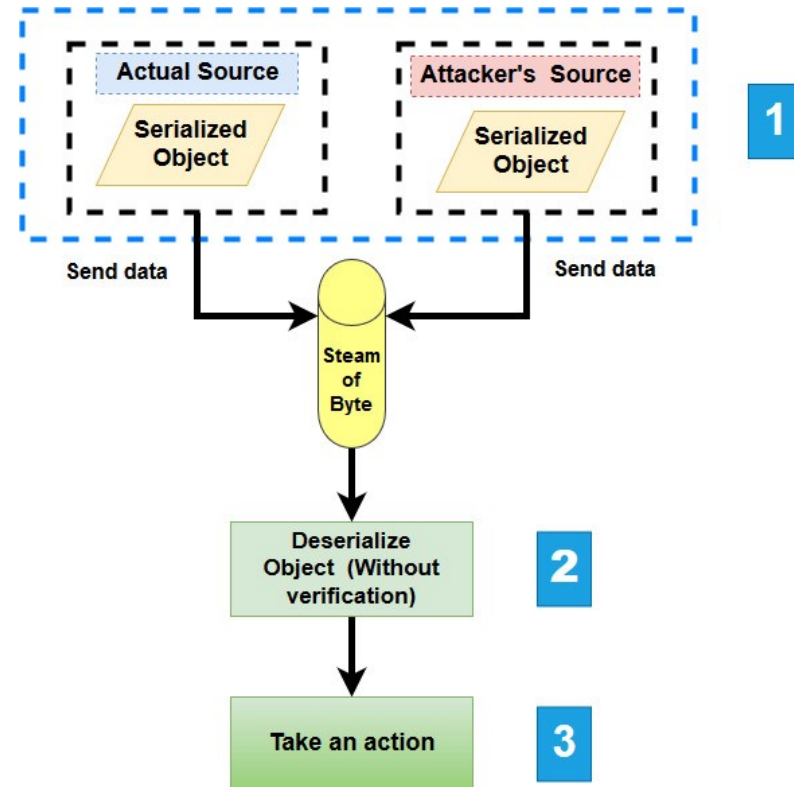 Actual Source
Attacker's Source
Serialized
Object
Serialized
Object
1
Send data
Send data
Steam
of
Byte
Deserialize
Object (Without
verification)
2
Take an action
3